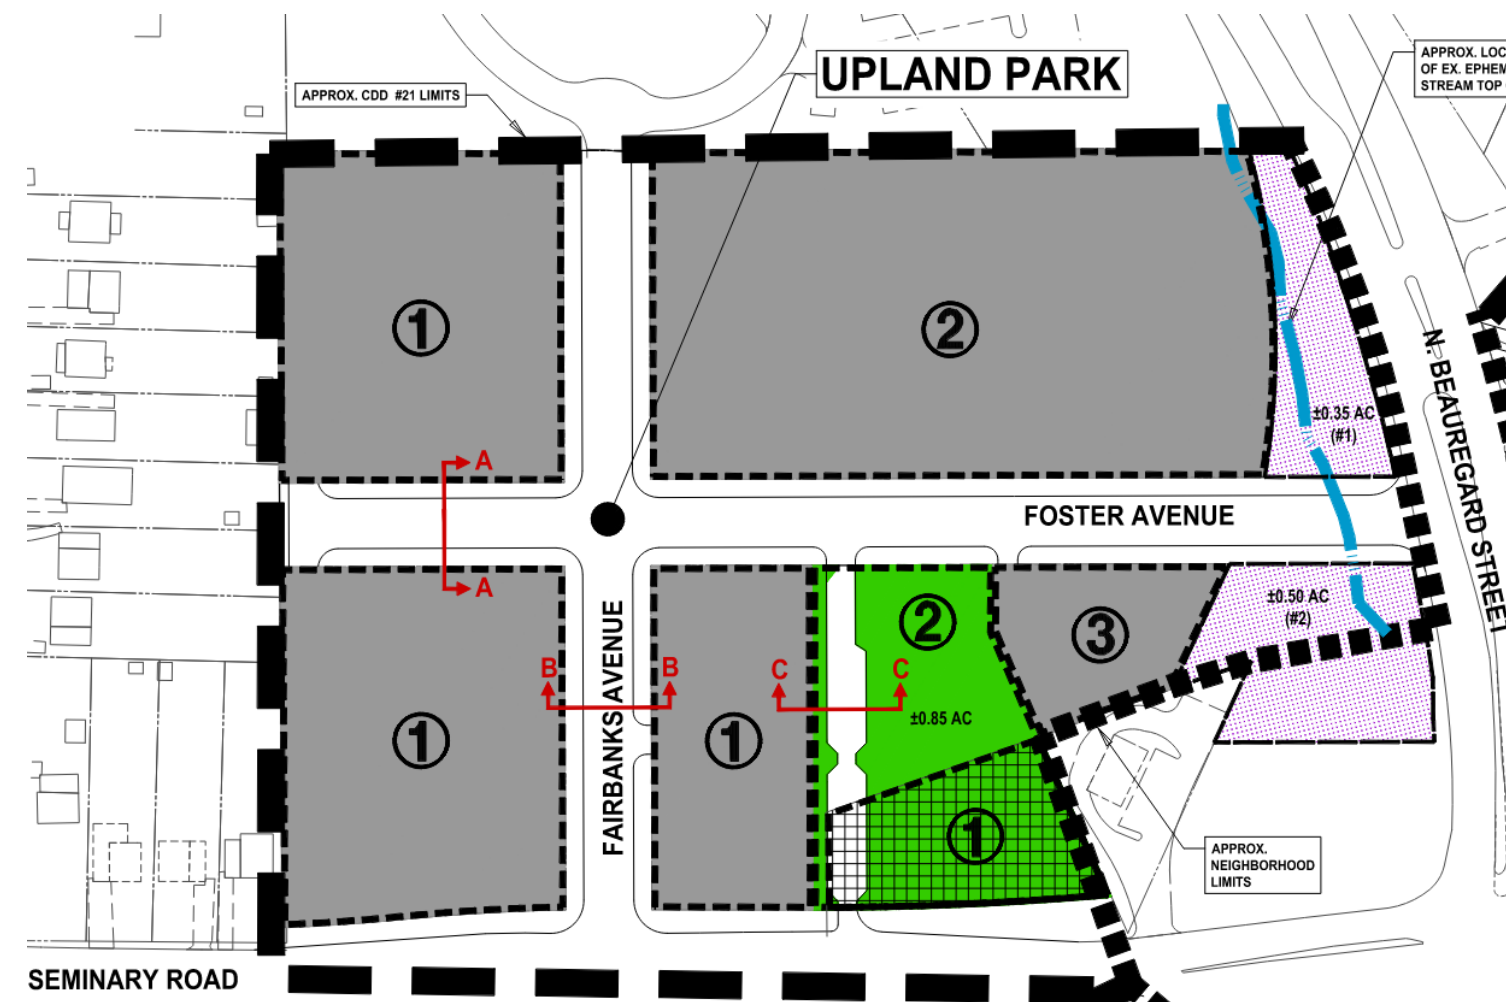 UPLAND PARK
APPROX. LOC
OF EX. EPHEM
STREAM TOP
APPROX. CDD #21 LIMITS
1
2
N. BEAUREGARD STREET
±0.35 AC
(#1)
A
FOSTER AVENUE
A
±0.50 AC
(#2)
2
3
FAIRBANKS AVENUE
B
B
C
C
±0.85 AC
1
1
1
APPROX.
NEIGHBORHOOD
LIMITS
SEMINARY ROAD